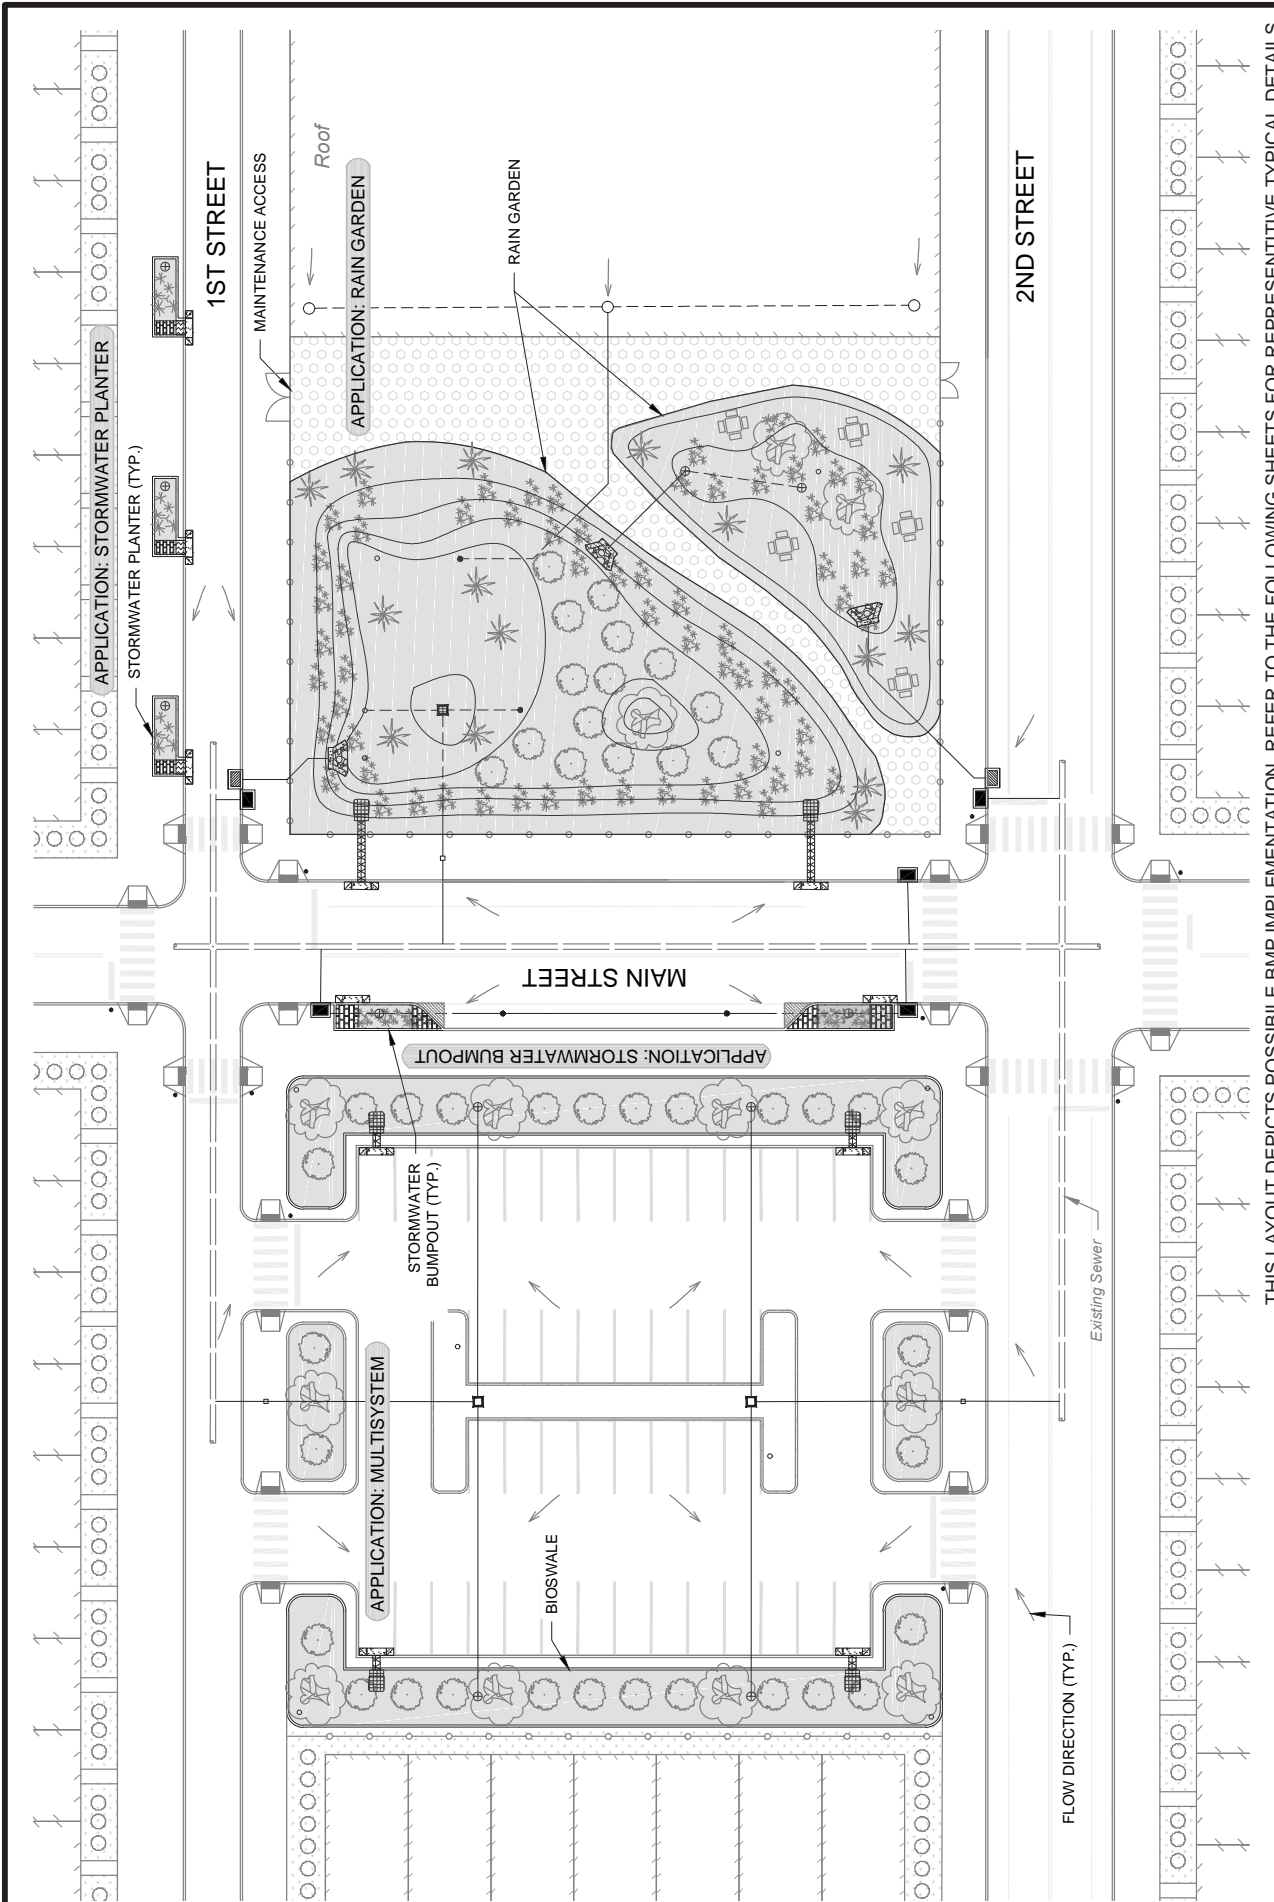 APPLICATION: STORMWATER PLANTER
STORMWATER PLANTER (TYP.)
1ST STREET
MAINTENANCE ACCESS
Roof
APPLICATION: RAIN GARDEN
RAIN GARDEN
2ND STREET
MAIN STREET
APPLICATION: STORMWATER BUMPOUT
STORMWATER
BUMPOUT (TYP.)
APPLICATION: MULTISYSTEM
BIOSWALE
Existing Sewer
FLOW DIRECTION (TYP.)
THIS LAYOUT DEPICTS POSSIBILE BMP IMPLEMENTATION. REFER TO THE FOLLOWING SHEETS FOR REPRESENTITIVE TYPICAL DETAILS